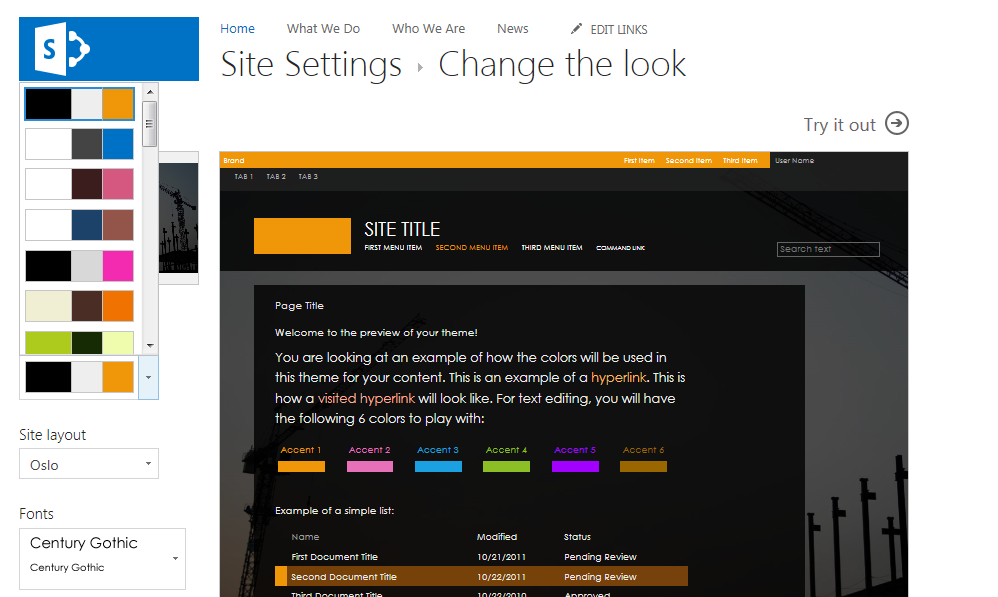 Home What We Do Who We Are News EDIT LINKS
Site Settings Change the look
Try it out
Brand First Item Second Item Third Item User Name
TAB 1 TAB 2 TAB 3
SITE TITLE
FIRST MENU ITEM SECOND MENU ITEM THIRD MENU ITEM COMMAND LINK
Search text
Page Title
Welcome to the preview of your theme!
You are looking at an example of how the colors will be used in
this theme for your content. This is an example of a hyperlink. This is
how a visited hyperlink will look like. For text editing, you will have
the following 6 colors to play with:
Accent 1 Accent 2 Accent 3 Accent 4 Accent 5 Accent 6
Example of a simple list:
Name Modified Status
First Document Title 10/21/2011 Pending Review
Second Document Title 10/22/2011 Pending Review
Third Document Title 10/22/2010 Approved
Site layout
Oslo
Fonts
Century Gothic
Century Gothic